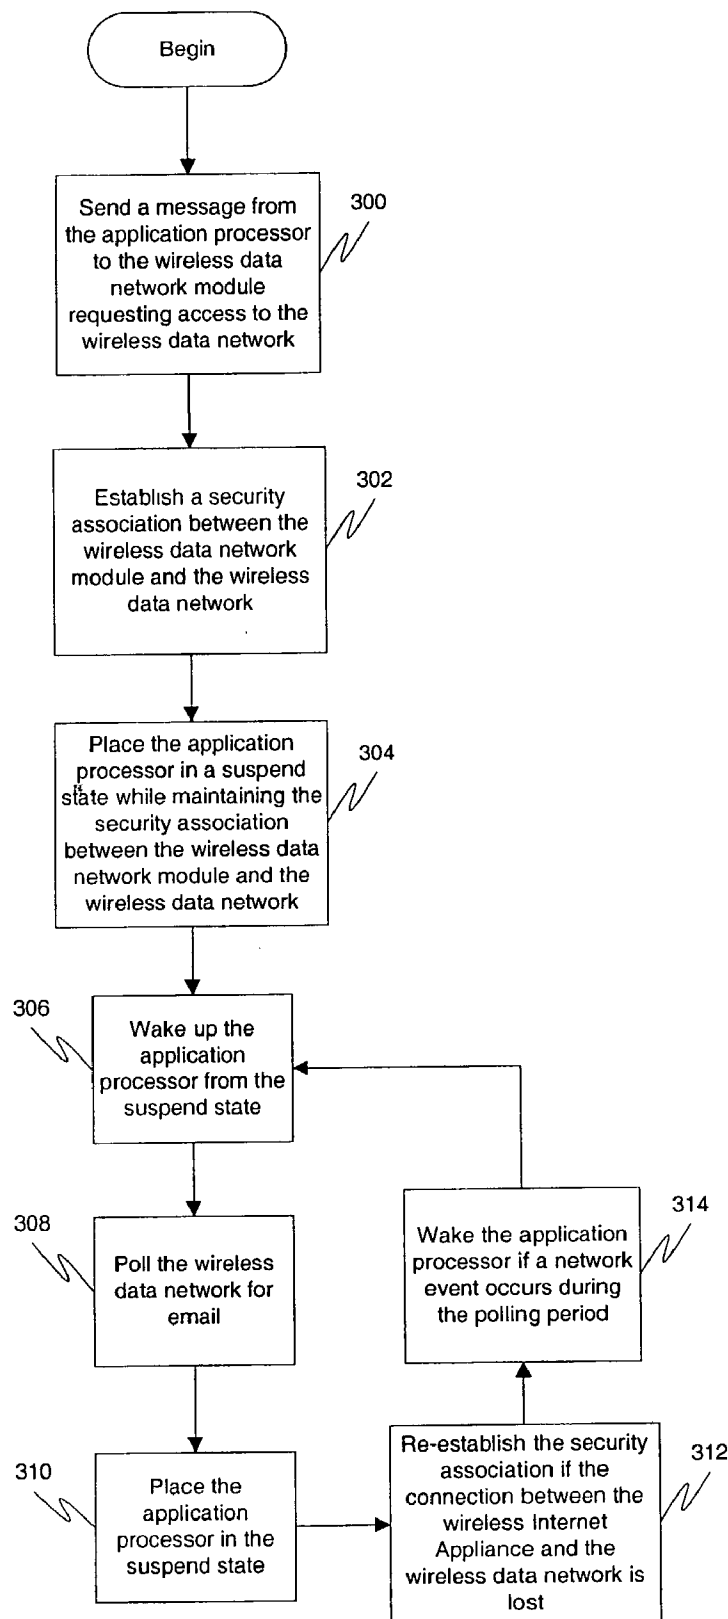 Begin
Send a message from
the application processor
to the wireless data
network module
requesting access to the
wireless data network
300
Establish a security
association between the
wireless data network
module and the wireless
data network
302
Place the application
processor in a suspend
state while maintaining the
security association
between the wireless data
network module and the
wireless data network
304
306
Wake up the
application
processor from the
suspend state
308
Poll the wireless
data network for
email
314
Wake the application
processor if a network
event occurs during
the polling period
310
Place the
application
processor in the
suspend state
Re-establish the security
association if the
connection between the
wireless Internet
Appliance and the
wireless data network is
lost
312